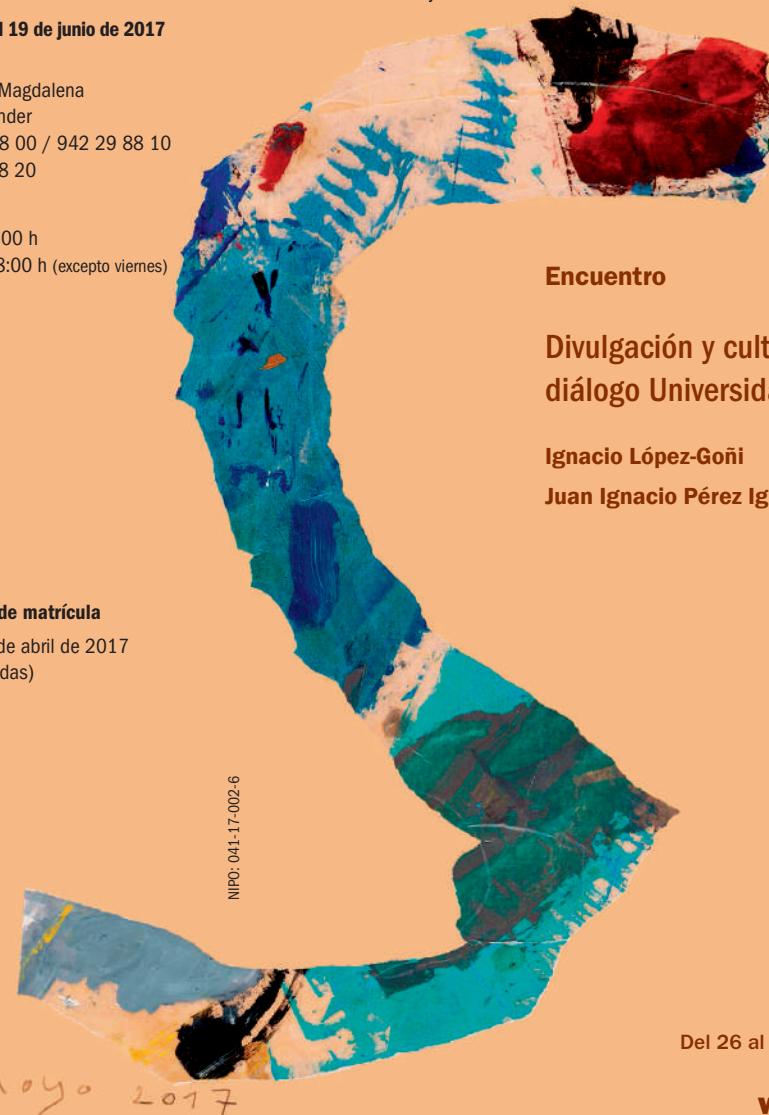 l 19 de junio de 2017
Magdalena
nder
8 00 / 942 29 88 10
8 20
00 h
8:00 h (excepto viernes)
de matrícula
de abril de 2017
das)
NIPO: 041-17-002-6
oyo 2017
Encuentro
Divulgación y cult
diálogo Universida
Ignacio López-Goñi
Juan Ignacio Pérez Ig
Del 26 al